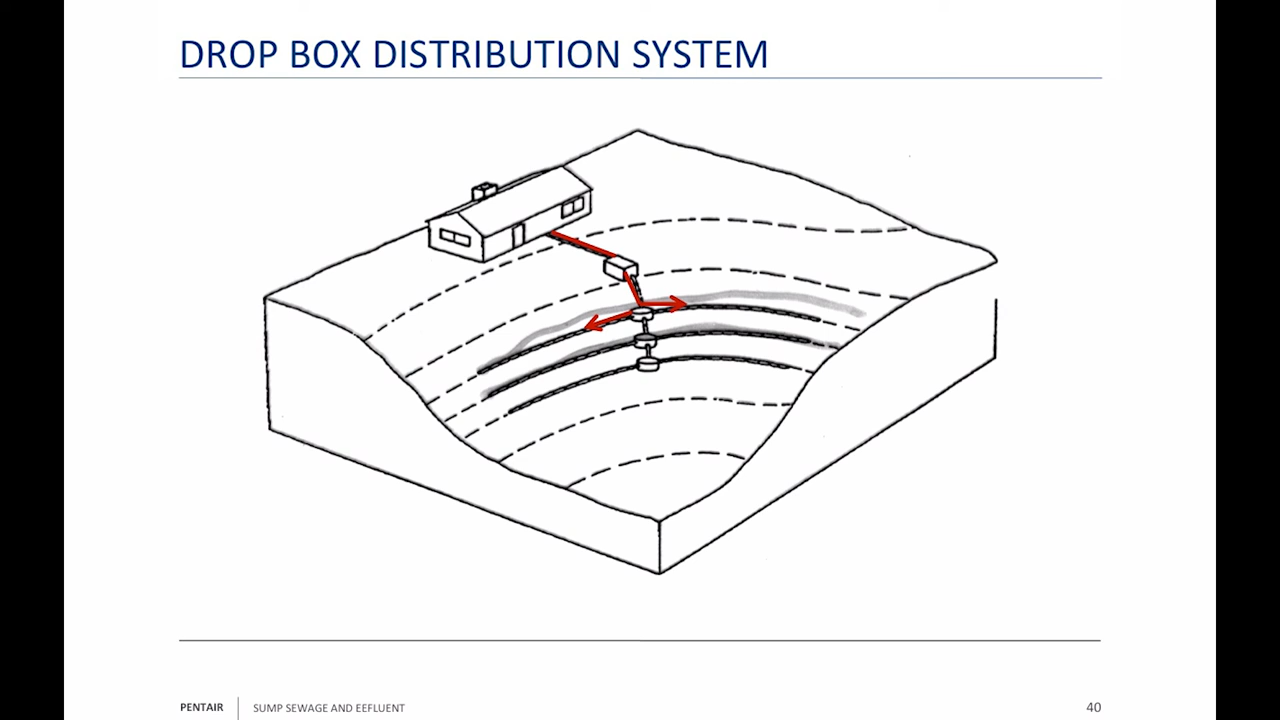 DROP BOX DISTRIBUTION SYSTEM
PENTAIR
SUMP SEWAGE AND EEFLUENT
40